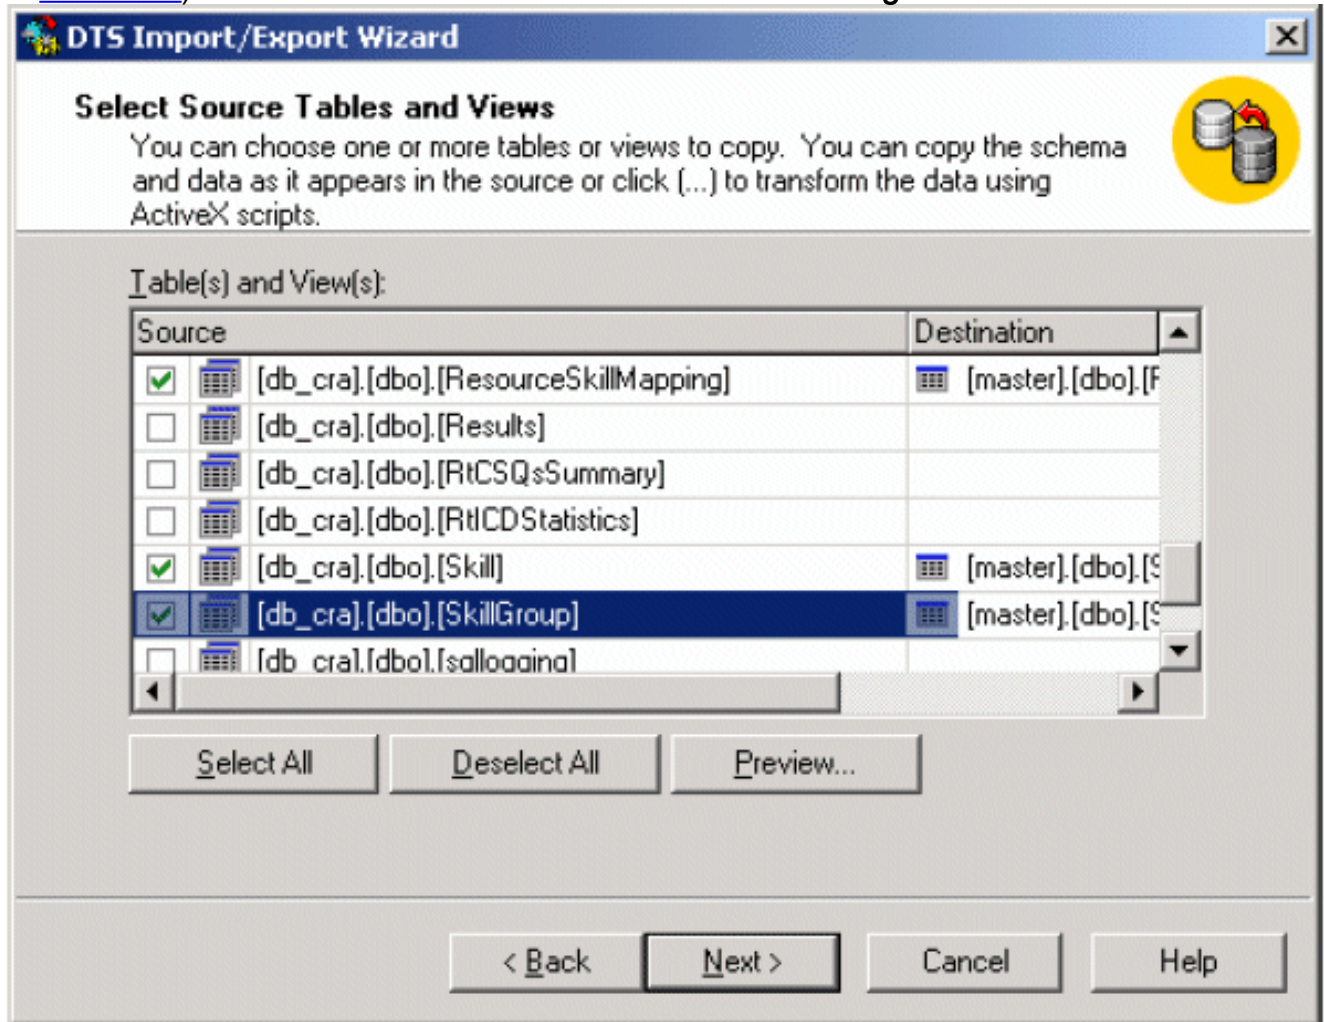 DTS Import/Export Wizard
Select Source Tables and Views
You can choose one or more tables or views to copy. You can copy the schema
and data as it appears in the source or click (...) to transform the data using
ActiveX scripts.
Table(s) and View(s):
Source Destination
[db_cra].[dbo].[ResourceSkillMapping] [master].[dbo].[R
[db_cra].[dbo].[Results]
[db_cra].[dbo].[RtCSQsSummary]
[db_cra].[dbo].[RtICDStatistics]
[db_cra].[dbo].[Skill] [master].[dbo].[S
[db_cra].[dbo].[SkillGroup] [master].[dbo].[S
[db_cra].[dbo].[sqllogging]
Select All Deselect All Preview...
< Back Next > Cancel Help